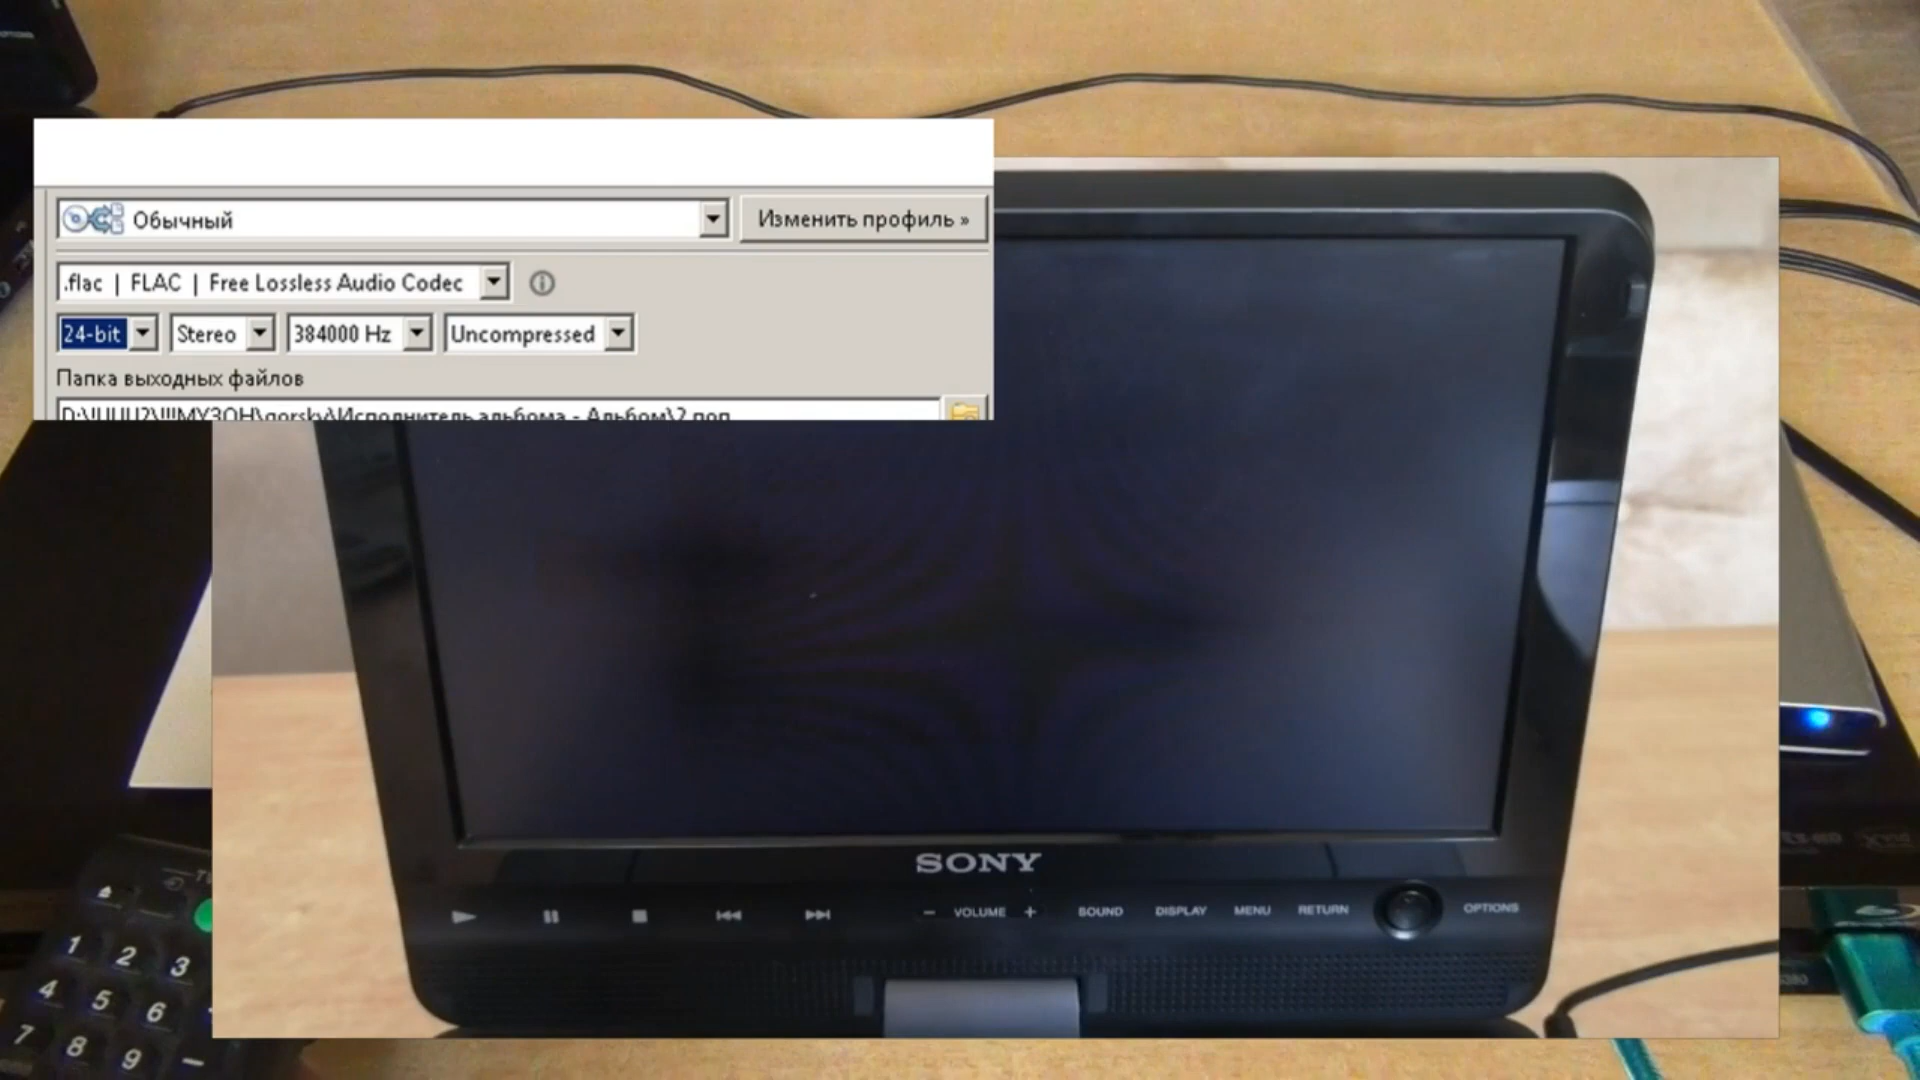 Обычный
Изменить профиль »
.flac | FLAC | Free Lossless Audio Codec
24-bit Stereo 384000 Hz Uncompressed
Папка выходных файлов
SONY
- VOLUME + SOUND DISPLAY MENU RETURN OPTIONS
1 2 3
4 5 6
7 8 9